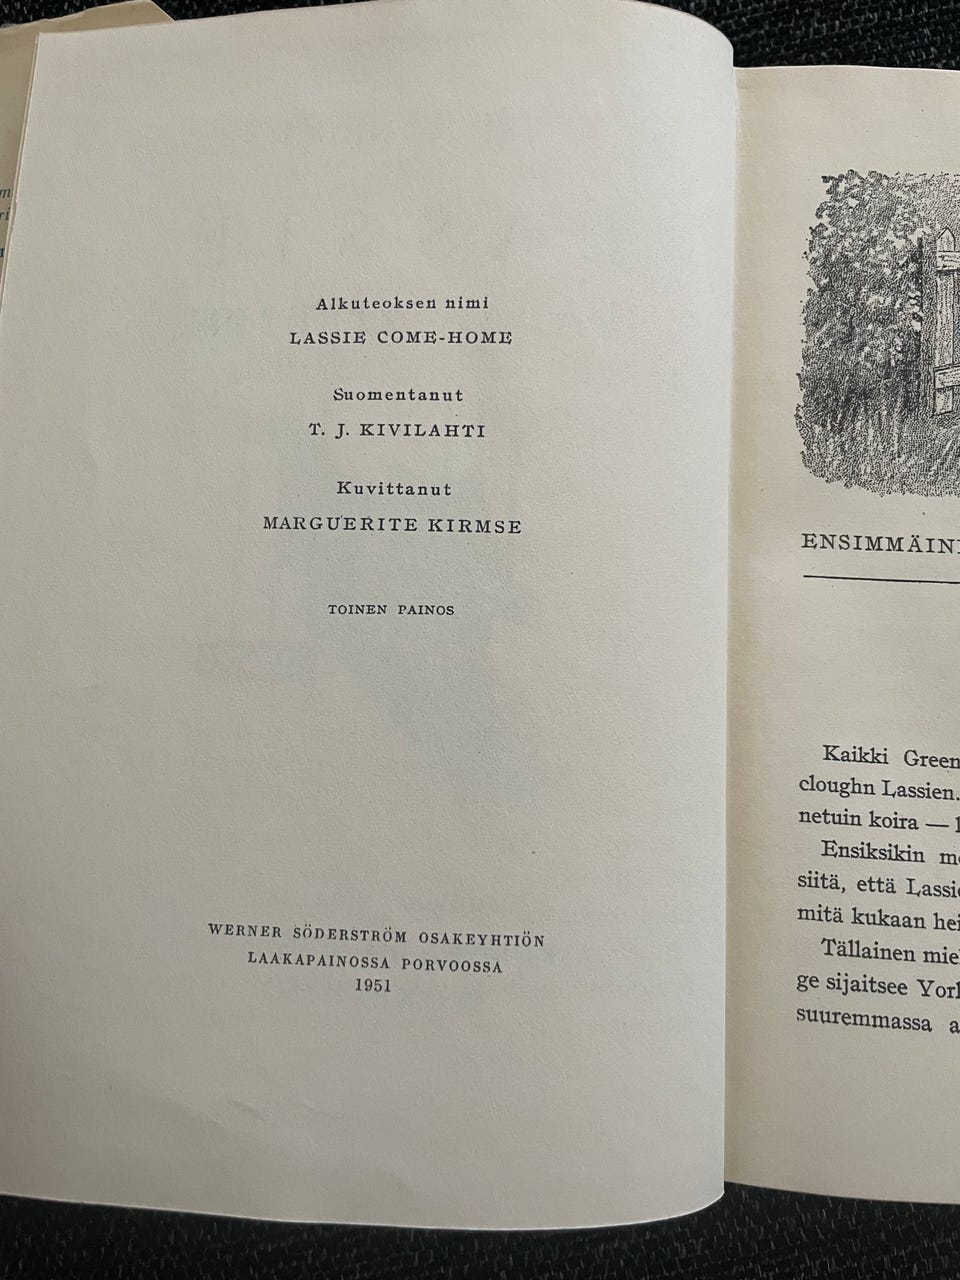 Alkuteoksen nimi
LASSIE COME-HOME
Suomentanut
T. J. KIVILAHTI
Kuvittanut
MARGUERITE KIRMSE
TOINEN PAINOS
WERNER SÖDERSTRÖM OSAKEYHTIÖN
LAAKAPAINOSSA PORVOOSSA
1951
Kaikki Green
cloughn Lassien.
netuin koira —
Ensiksikin
siitä, että
mitä kukaan
Tällainen
ge sijaitsee
suuremmassa